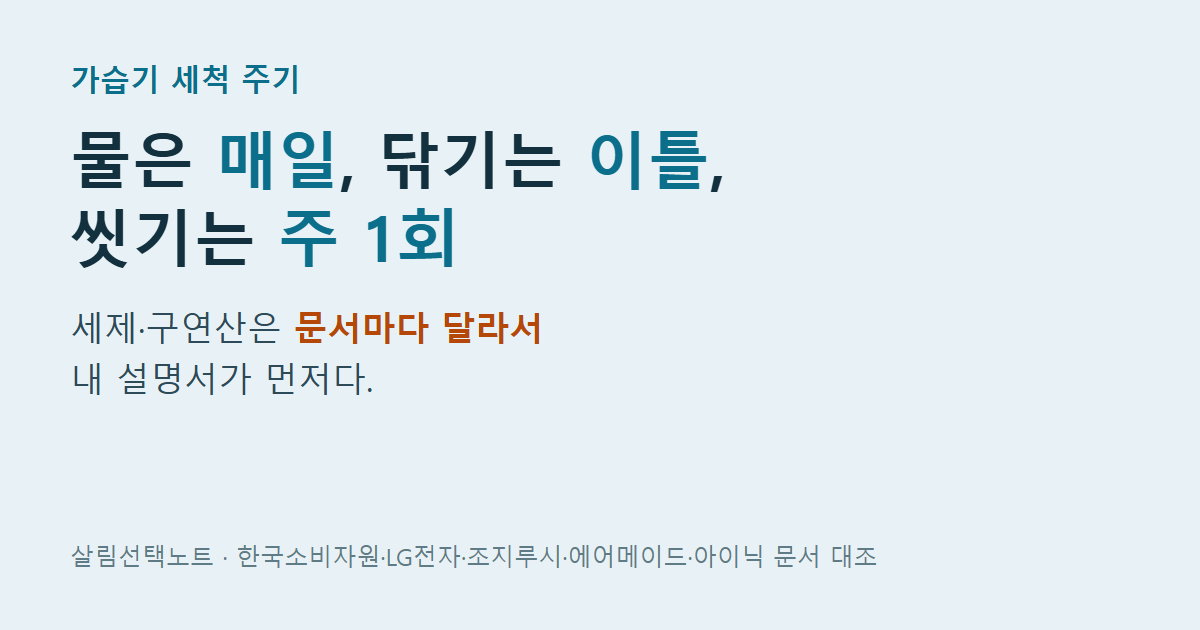 가습기 세척 주기
물은 매일, 닦기는 이틀,
씻기는 주 1회
세제·구연산은 문서마다 달라서
내 설명서가 먼저다.
살림선택노트 · 한국소비자원·LG전자·조지루시·에어메이드·아이닉 문서 대조